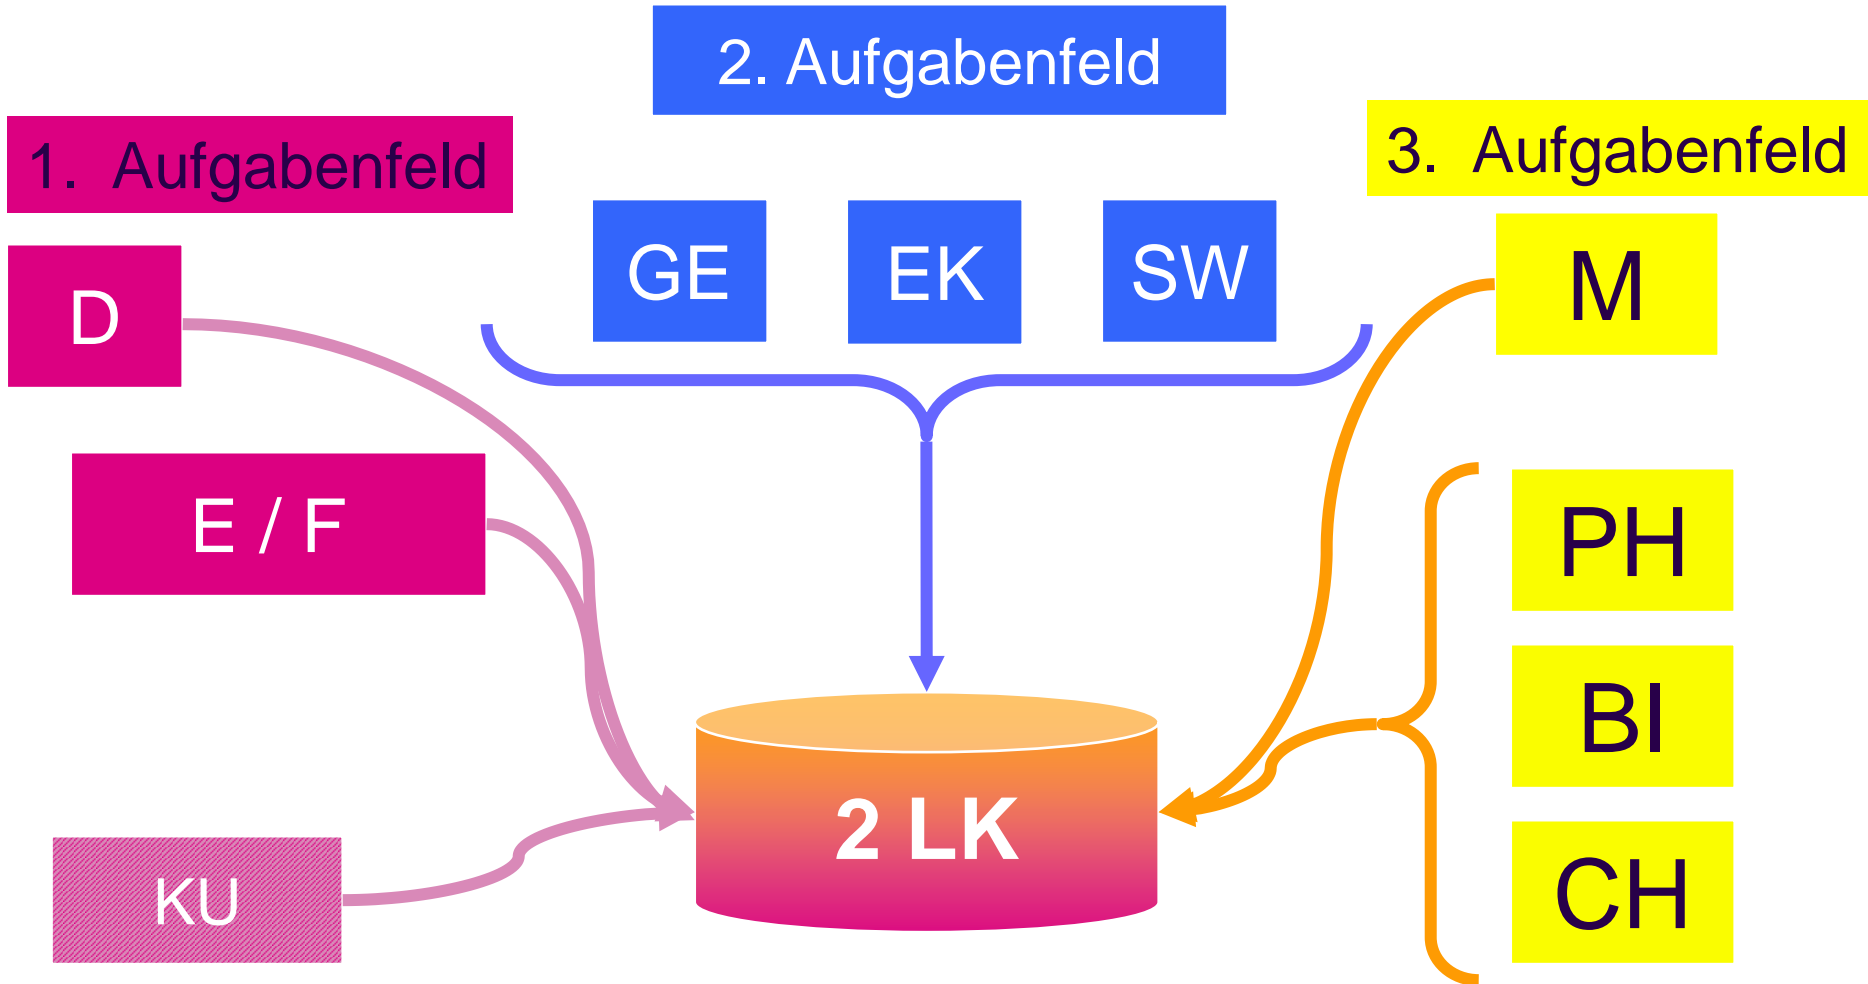 2. Aufgabenfeld
1. Aufgabenfeld
3. Aufgabenfeld
GE
EK
SW
D
M
E / F
PH
BI
2 LK
KU
CH